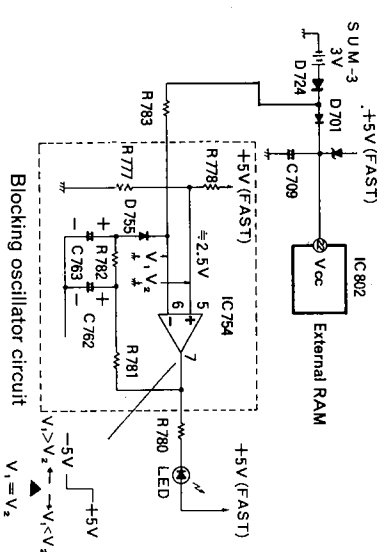 SUM-3
3V
D724
D701
+5V (FAST)
C709
IC802
Vcc
External RAM
R783
+5V (FAST)
R778
R777
≒2.5V
D755
V₁
V₂
5
6
+
−
IC754
7
R782
+
−
C763
+
−
C762
R781
R780
LED
+5V (FAST)
Blocking oscillator circuit
+5V
−5V
V₁>V₂
V₁<V₂
V₁=V₂